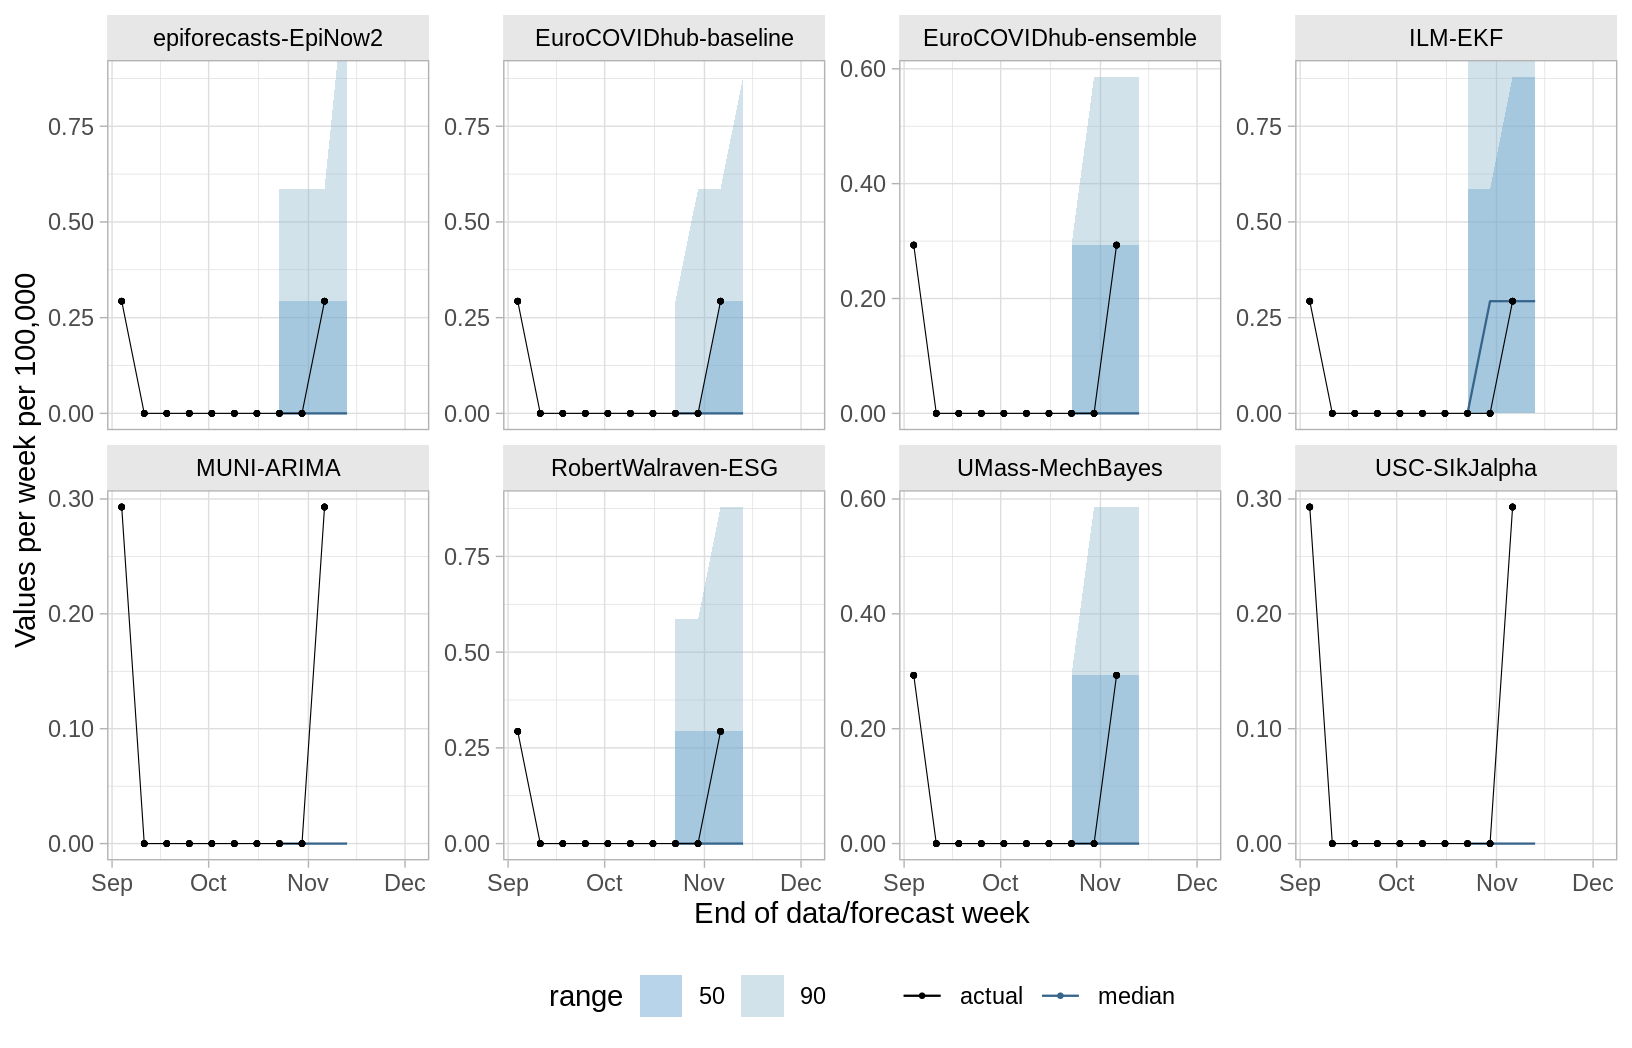 epiforecasts-EpiNow2 EuroCOVIDhub-baseline EuroCOVIDhub-ensemble ILM-EKF
0.75 0.75 0.60 0.75
0.50 0.50 0.40 0.50
0.25 0.25 0.20 0.25
0.00 0.00 0.00 0.00
MUNI-ARIMA RobertWalraven-ESG UMass-MechBayes USC-SIkJalpha
0.30 0.75 0.60 0.30
0.20 0.50 0.40 0.20
0.10 0.25 0.20 0.10
0.00 0.00 0.00 0.00
Sep Oct Nov Dec Sep Oct Nov Dec Sep Oct Nov Dec Sep Oct Nov Dec
Values per week per 100,000
End of data/forecast week
range 50 90 actual median